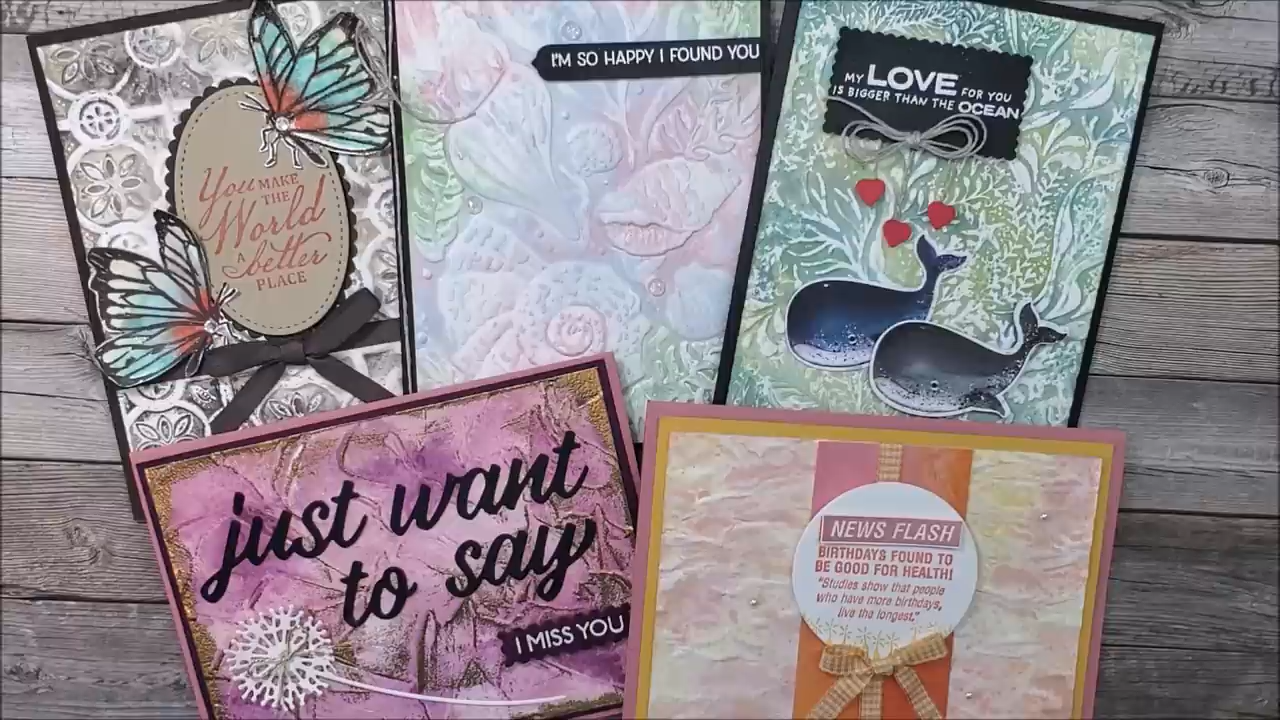 You MAKE
THE
World
A
better
PLACE
I'M SO HAPPY I FOUND YOU
MY LOVE FOR YOU
IS BIGGER THAN THE OCEAN
just want
to say
I MISS YOU
NEWS FLASH
BIRTHDAYS FOUND TO
BE GOOD FOR HEALTH!
"Studies show that people
who have more birthdays,
live the longest."